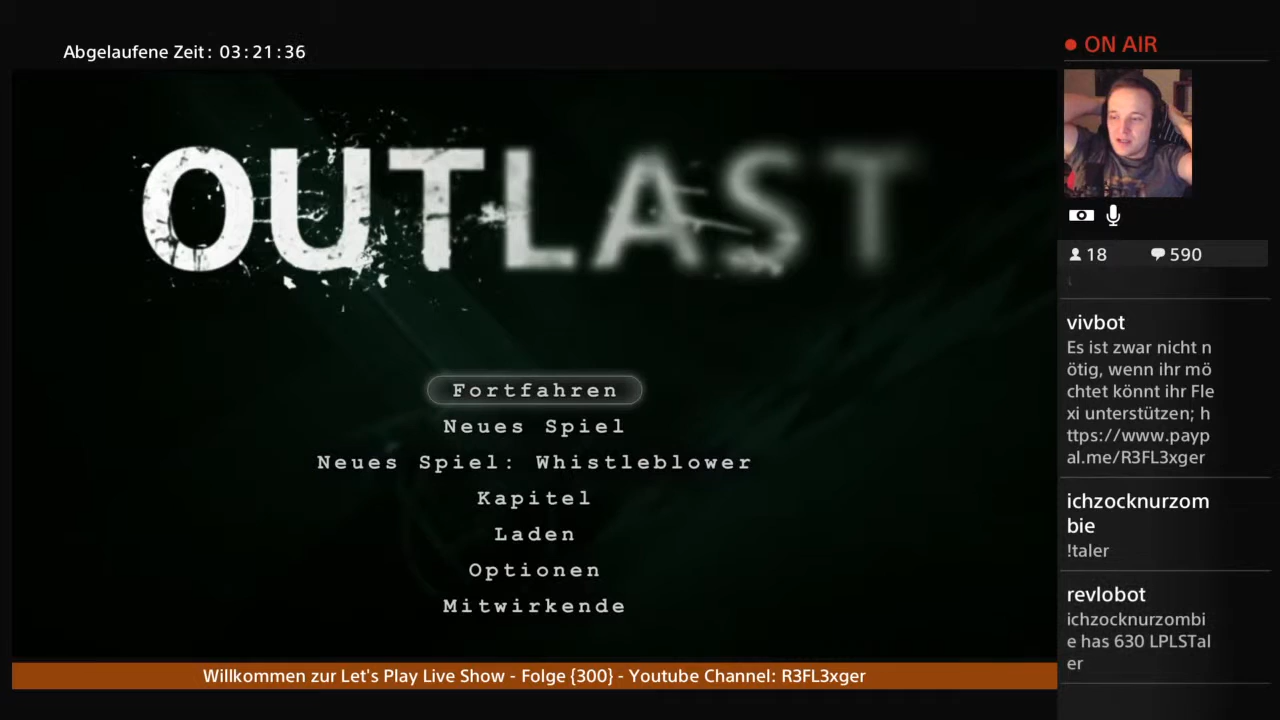 Abgelaufene Zeit: 03:21:36
ON AIR
OUTLAST
18 590
Fortfahren
Neues Spiel
Neues Spiel: Whistleblower
Kapitel
Laden
Optionen
Mitwirkende
vivbot
Es ist zwar nicht n
ötig, wenn ihr mö
chtet könnt ihr Fle
xi unterstützen; h
ttps://www.payp
al.me/R3FL3xger
ichzocknurzom
bie
!taler
revlobot
ichzocknurzombi
e has 630 LPLSTal
er
Willkommen zur Let's Play Live Show - Folge {300} - Youtube Channel: R3FL3xger